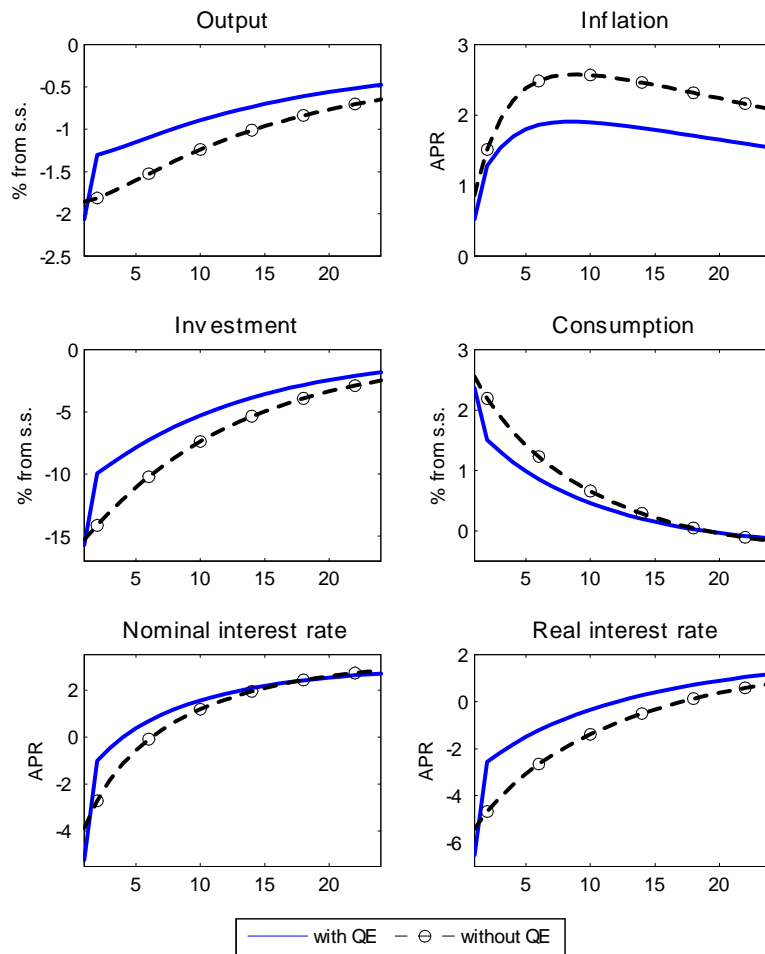 Output
Inflation
0
-0.5
-1
-1.5
-2
-2.5
% from s.s.
5 10 15 20
3
2
1
0
APR
5 10 15 20
Investment
Consumption
0
-5
-10
-15
% from s.s.
5 10 15 20
3
2
1
0
% from s.s.
5 10 15 20
Nominal interest rate
Real interest rate
2
0
-2
-4
APR
5 10 15 20
2
0
-2
-4
-6
APR
5 10 15 20
with QE without QE